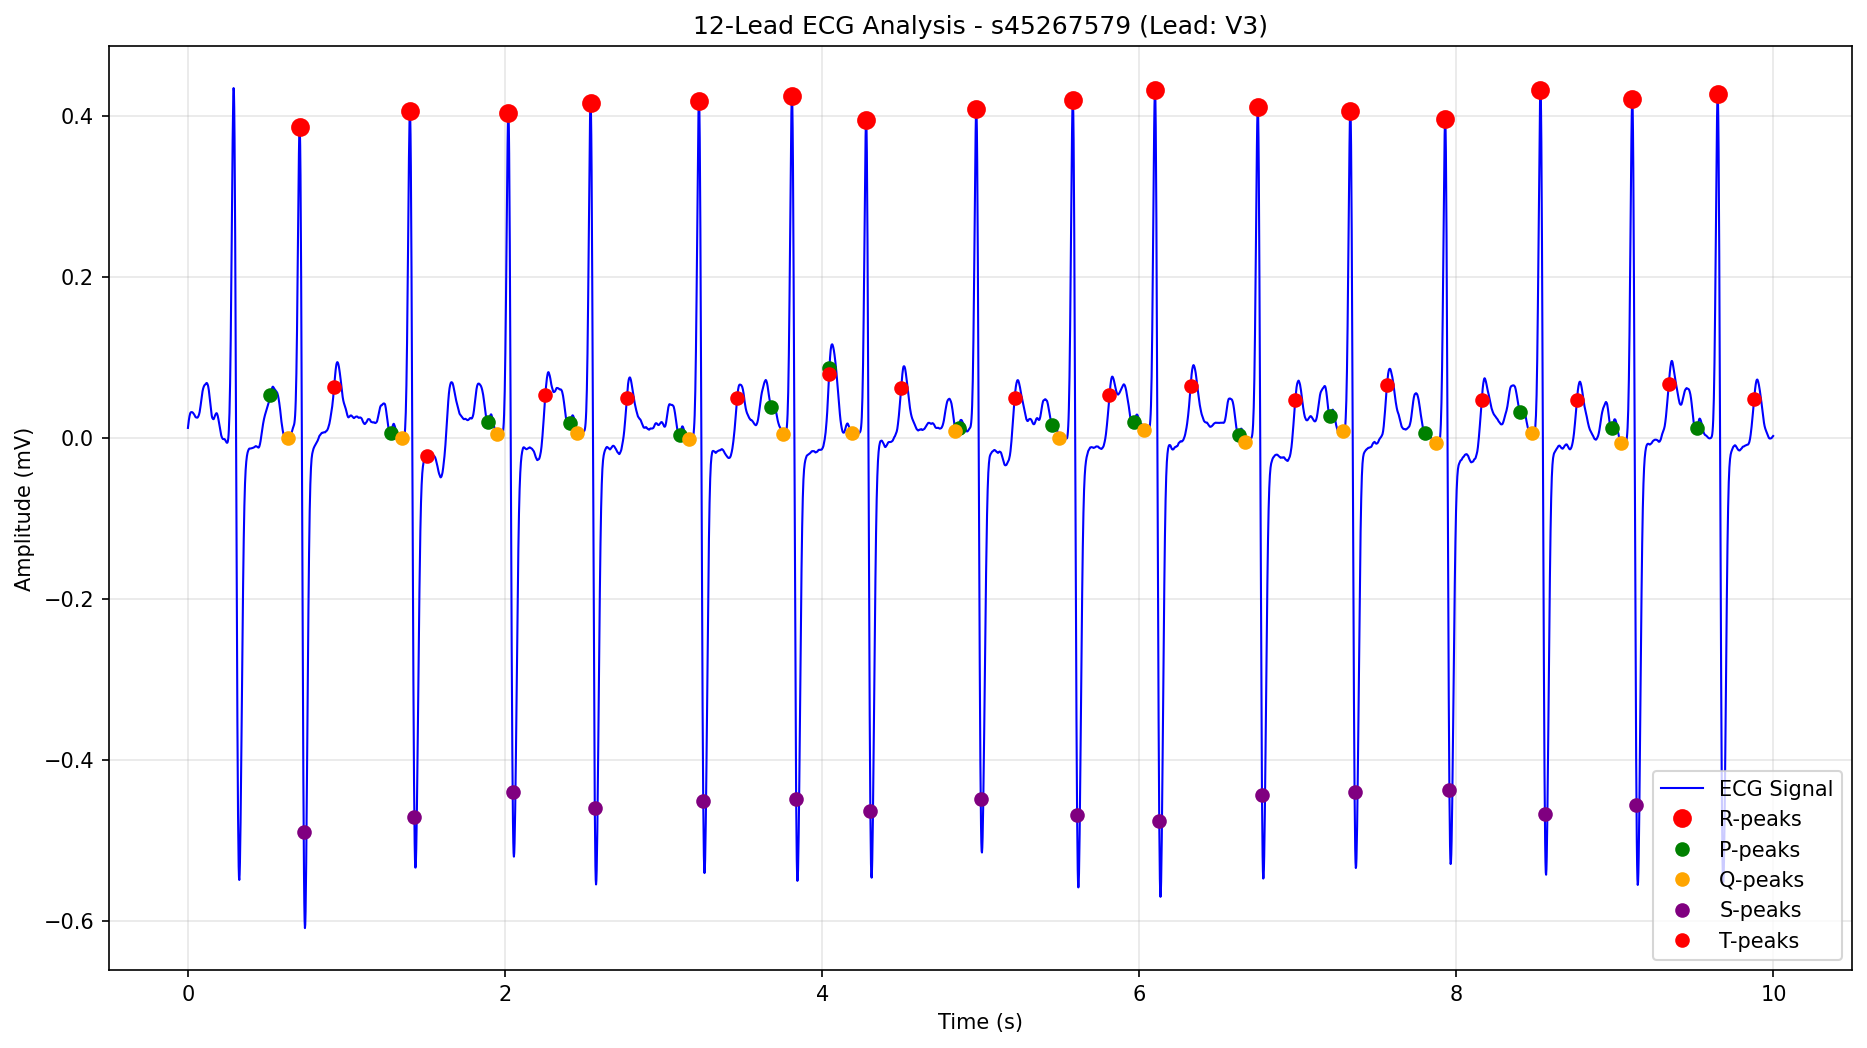 12-Lead ECG Analysis - s45267579 (Lead: V3)
Amplitude (mV)
0.4
0.2
0.0
−0.2
−0.4
−0.6
0 2 4 6 8 10
Time (s)
ECG Signal
R-peaks
P-peaks
Q-peaks
S-peaks
T-peaks